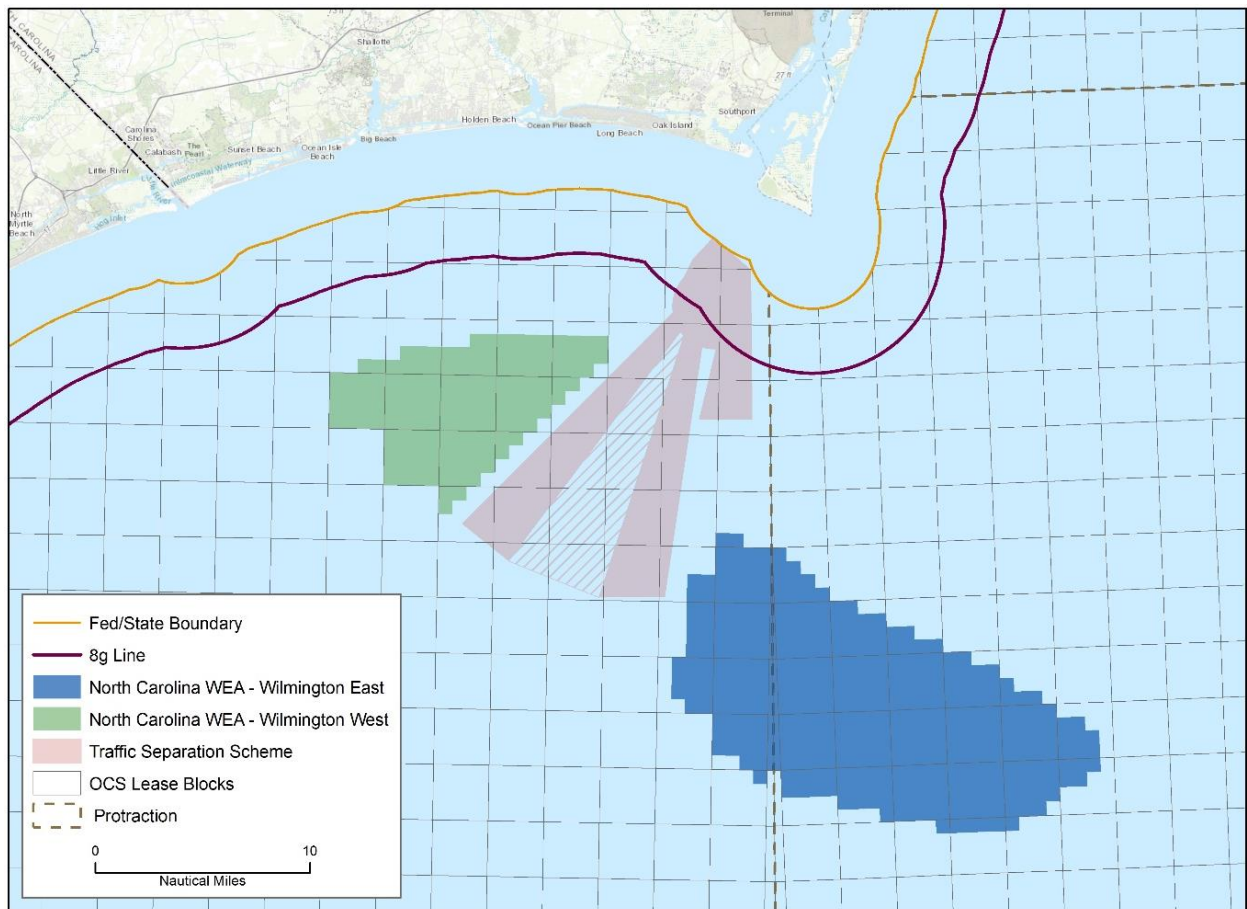 H CAROLINA
CAROLINA
Terminal
Shallotte
27 ft
Carolina
Shores
Calabash
The
Pearl
Sunset Beach
Ocean Isle
Beach
Big Beach
Holden Beach
Ocean Pier Beach
Long Beach
Oak Island
Southport
Little River
North
Myrtle
Beach
Fed/State Boundary
8g Line
North Carolina WEA - Wilmington East
North Carolina WEA - Wilmington West
Traffic Separation Scheme
OCS Lease Blocks
Protraction
0 10
Nautical Miles